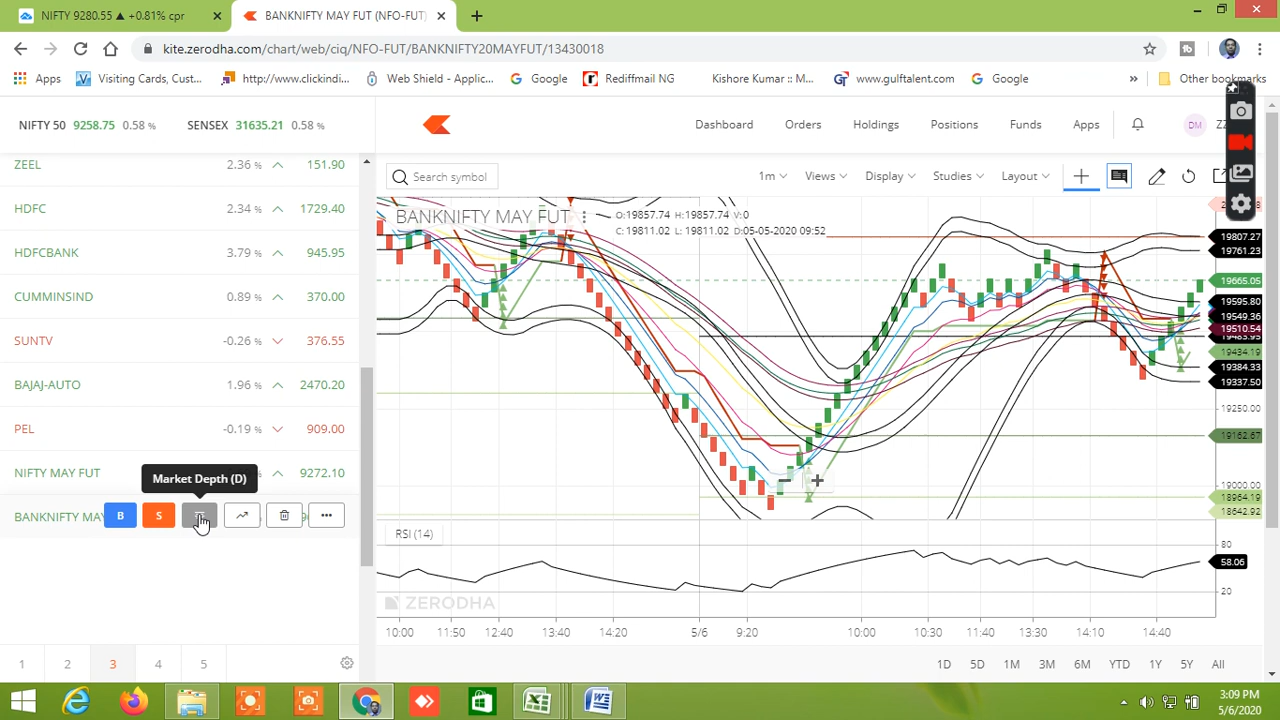 NIFTY 9280.55 ▲ +0.81% cpr
BANKNIFTY MAY FUT (NFO-FUT)
kite.zerodha.com/chart/web/ciq/NFO-FUT/BANKNIFTY20MAYFUT/13430018
Apps Visiting Cards, Cust... http://www.clickindi... Web Shield - Applic... Google Rediffmail NG Kishore Kumar :: M... www.gulftalent.com Google » Other bookmarks
NIFTY 50 9258.75 0.58 % SENSEX 31635.21 0.58 %
Dashboard Orders Holdings Positions Funds Apps DM
ZEEL 2.36 % 151.90
HDFC 2.34 % 1729.40
HDFCBANK 3.79 % 945.95
CUMMINSIND 0.89 % 370.00
SUNTV -0.26 % 376.55
BAJAJ-AUTO 1.96 % 2470.20
PEL -0.19 % 909.00
NIFTY MAY FUT % 9272.10
Market Depth (D)
B S
1 2 3 4 5
Search symbol 1m Views Display Studies Layout
BANKNIFTY MAY FUT
O:19857.74 H:19857.74 V:0
C:19811.02 L: 19811.02 D:05-05-2020 09:52
19807.27
19761.23
19665.05
19595.80
19549.36
19510.54
19434.19
19384.33
19337.50
19250.00
19162.67
19000.00
18964.19
18642.92
RSI (14)
80
58.06
20
ZERODHA
10:00 11:50 12:40 13:40 14:20 5/6 9:20 10:00 10:30 11:40 13:30 14:10 14:40
1D 5D 1M 3M 6M YTD 1Y 5Y All
3:09 PM
5/6/2020